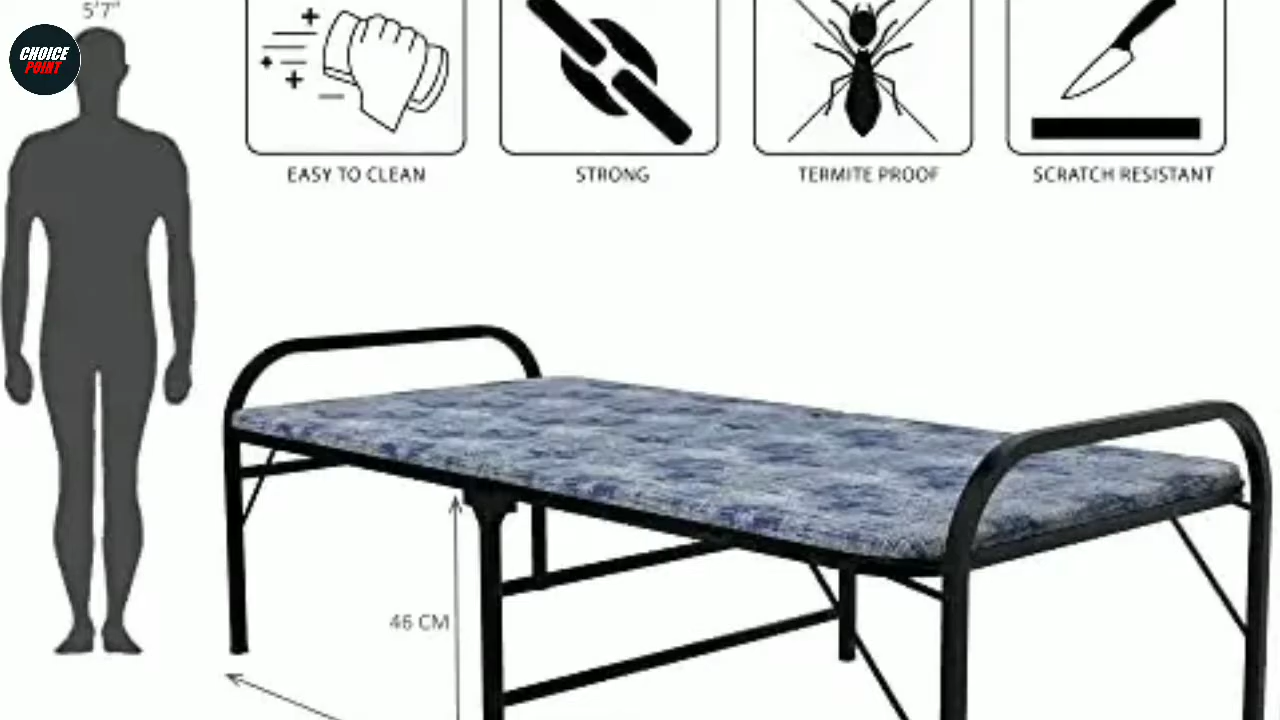 5'7"
CHOICE
POINT
EASY TO CLEAN
STRONG
TERMITE PROOF
SCRATCH RESISTANT
46 CM